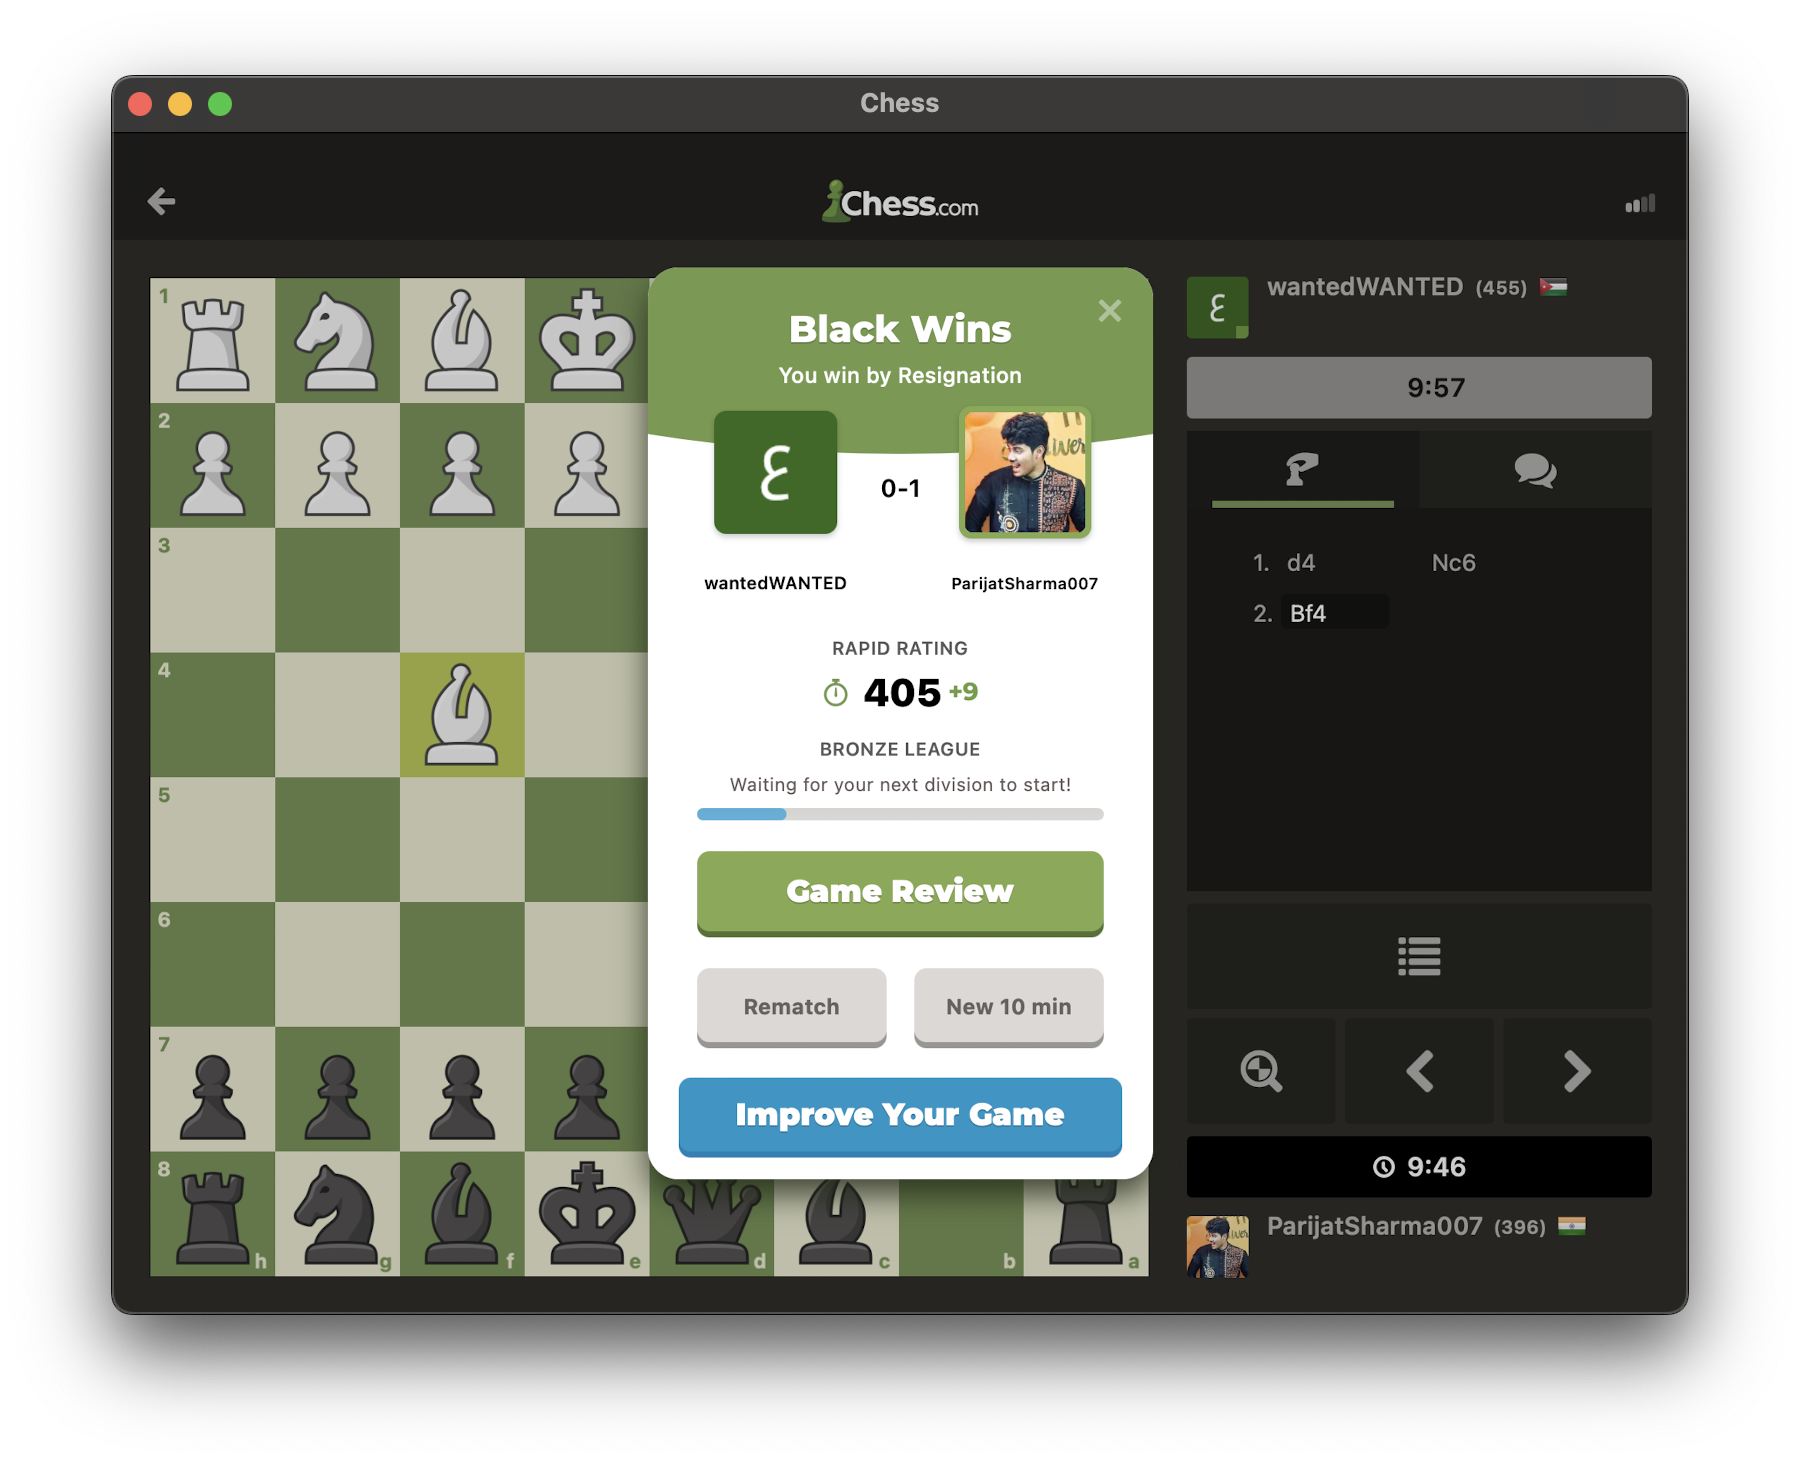 Chess
Chess.com
1
2
3
4
5
6
7
8
h
g
f
e
d
c
b
a
Black Wins
You win by Resignation
ع
0-1
wantedWANTED
ParijatSharma007
RAPID RATING
405 +9
BRONZE LEAGUE
Waiting for your next division to start!
Game Review
Rematch
New 10 min
Improve Your Game
ع
wantedWANTED (455)
9:57
1. d4 Nc6
2. Bf4
9:46
ParijatSharma007 (396)